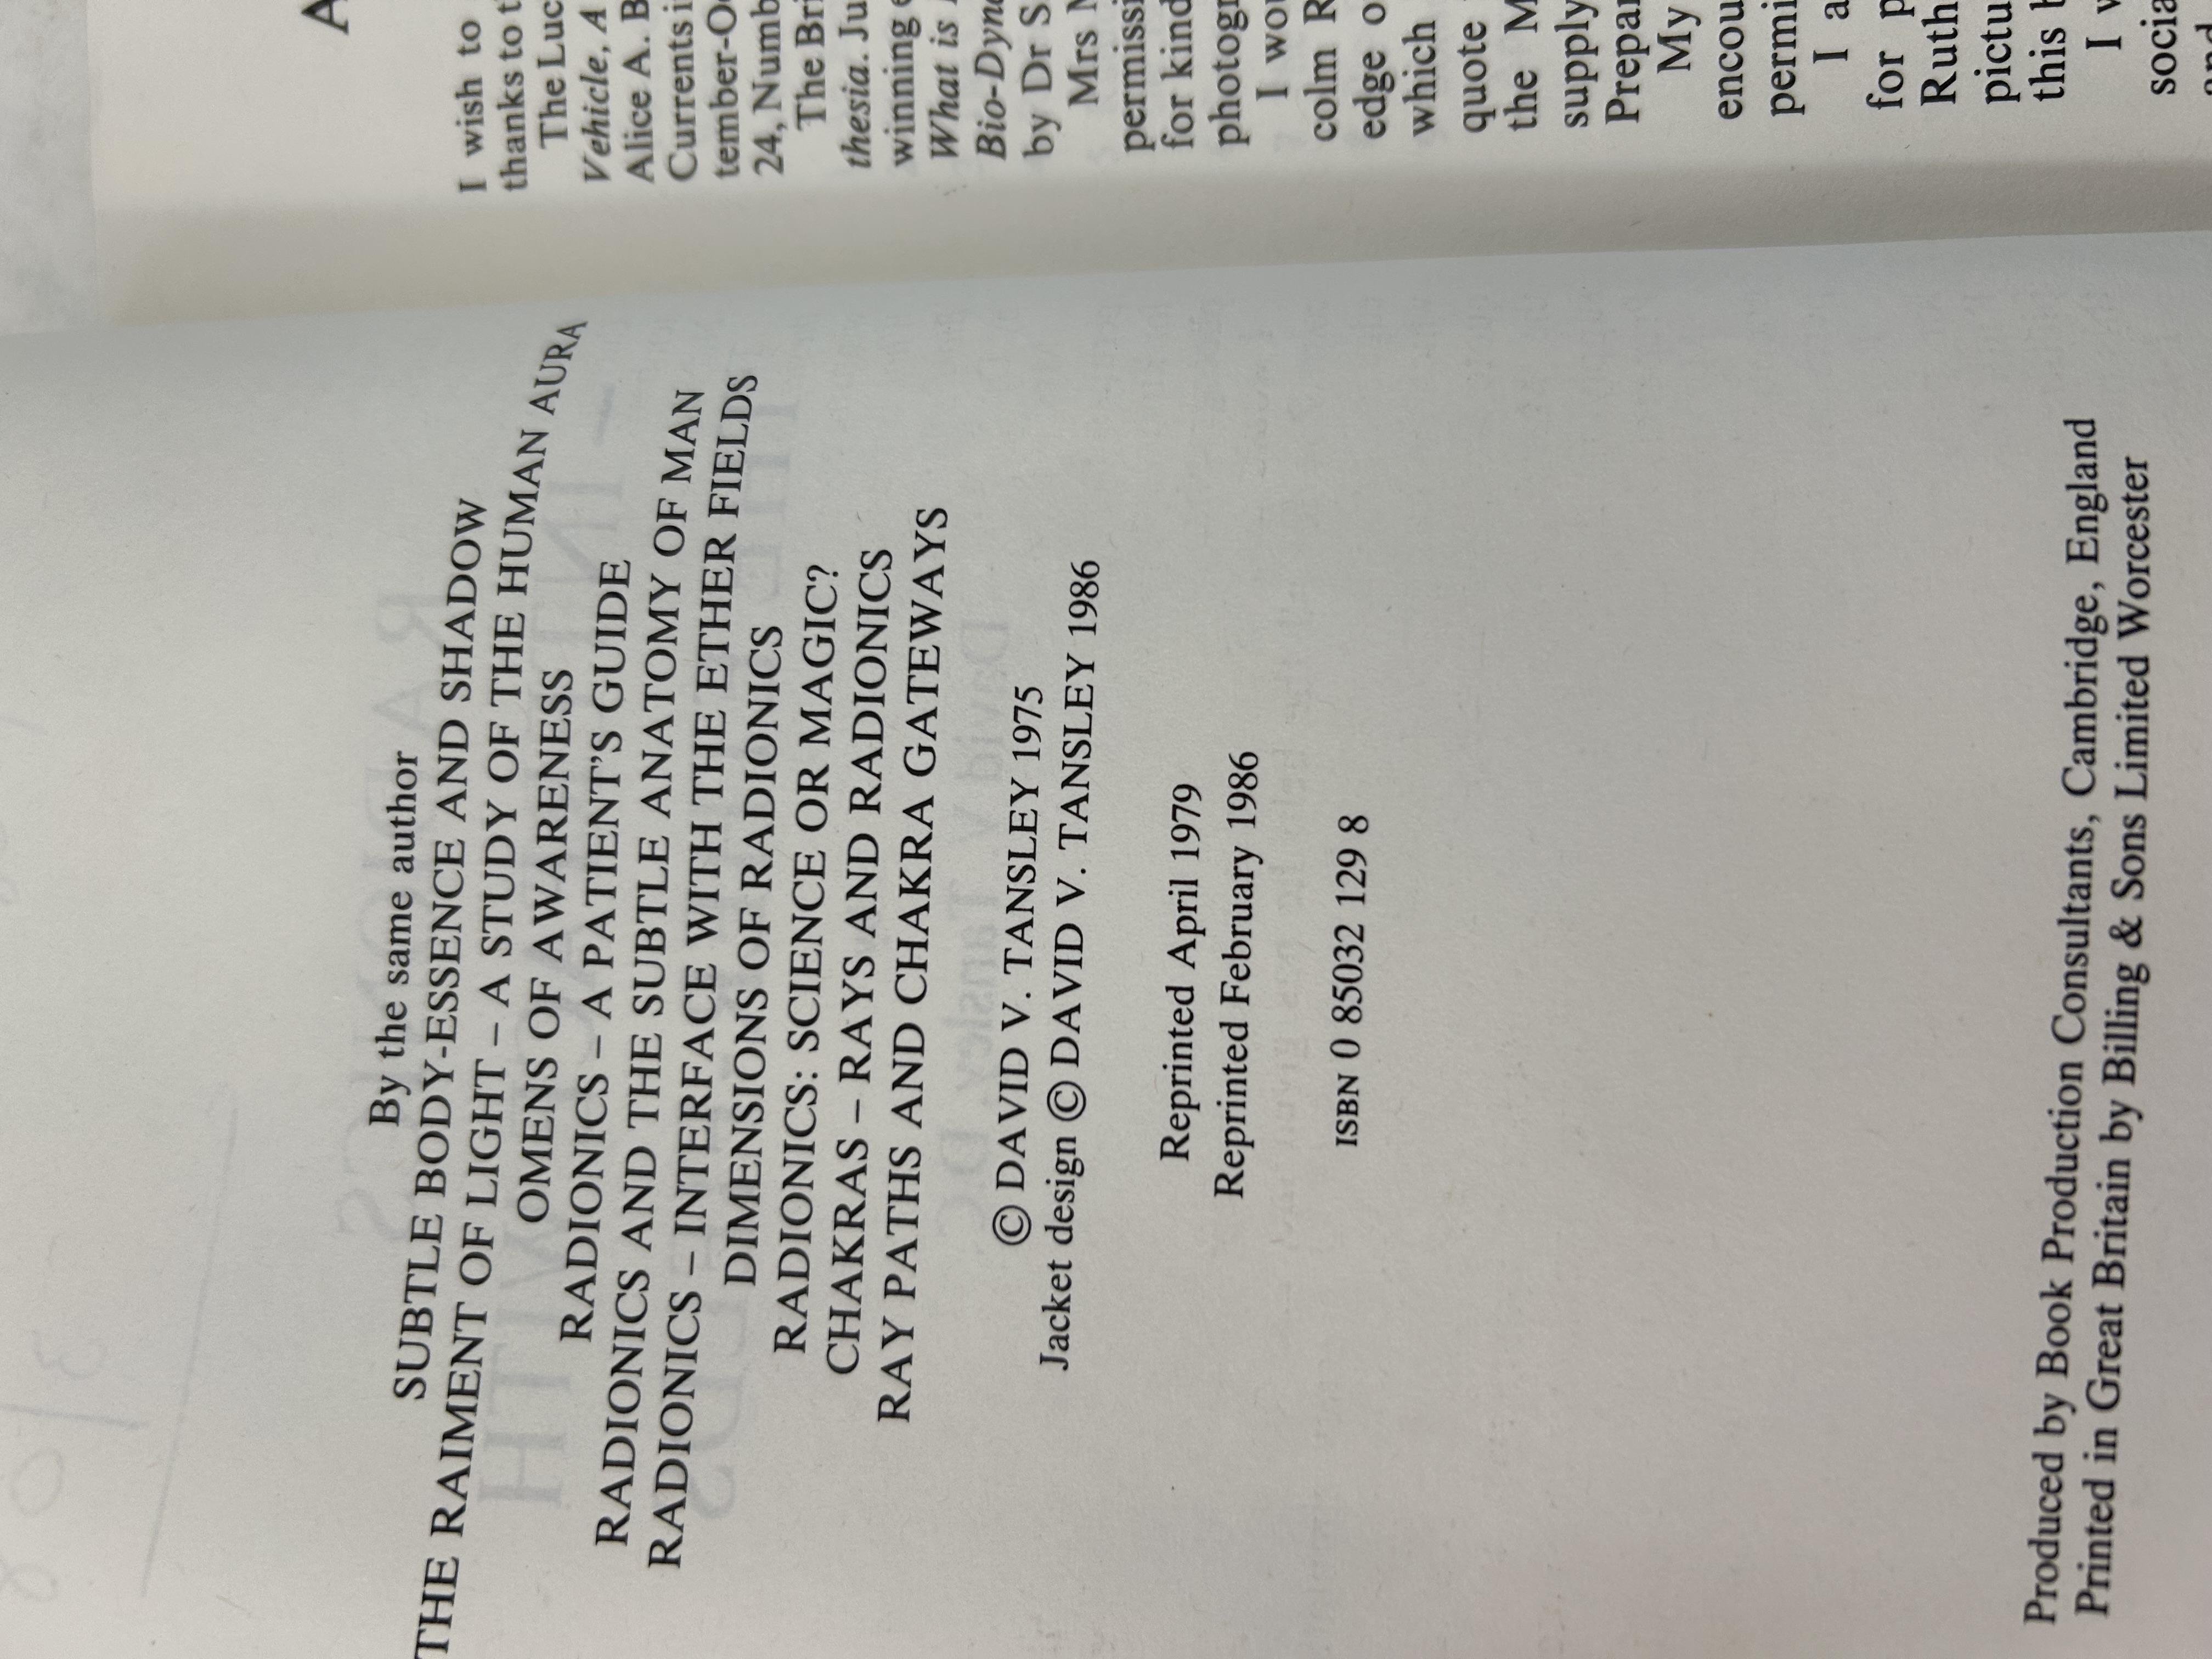 By the same author
SUBTLE BODY-ESSENCE AND SHADOW
THE RAIMENT OF LIGHT – A STUDY OF THE HUMAN AURA
OMENS OF AWARENESS
RADIONICS – A PATIENT'S GUIDE
RADIONICS AND THE SUBTLE ANATOMY OF MAN
RADIONICS – INTERFACE WITH THE ETHER FIELDS
DIMENSIONS OF RADIONICS
RADIONICS: SCIENCE OR MAGIC?
CHAKRAS – RAYS AND RADIONICS
RAY PATHS AND CHAKRA GATEWAYS
© DAVID V. TANSLEY 1975
Jacket design © DAVID V. TANSLEY 1986
Reprinted April 1979
Reprinted February 1986
ISBN 0 85032 129 8
Produced by Book Production Consultants, Cambridge, England
Printed in Great Britain by Billing & Sons Limited Worcester
A
I wish to
thanks to t
The Luc
Vehicle, A
Alice A. B
Currents i
tember-O
24, Numb
The Bri
thesia. Ju
winning
What is
Bio-Dyna
by Dr S
Mrs
permissi
for kind
photogr
I wou
colm R
edge o
which
quote
the M
supply
Prepar
My
encou
permi
I a
for p
Ruth
pictu
this b
I w
socia
and